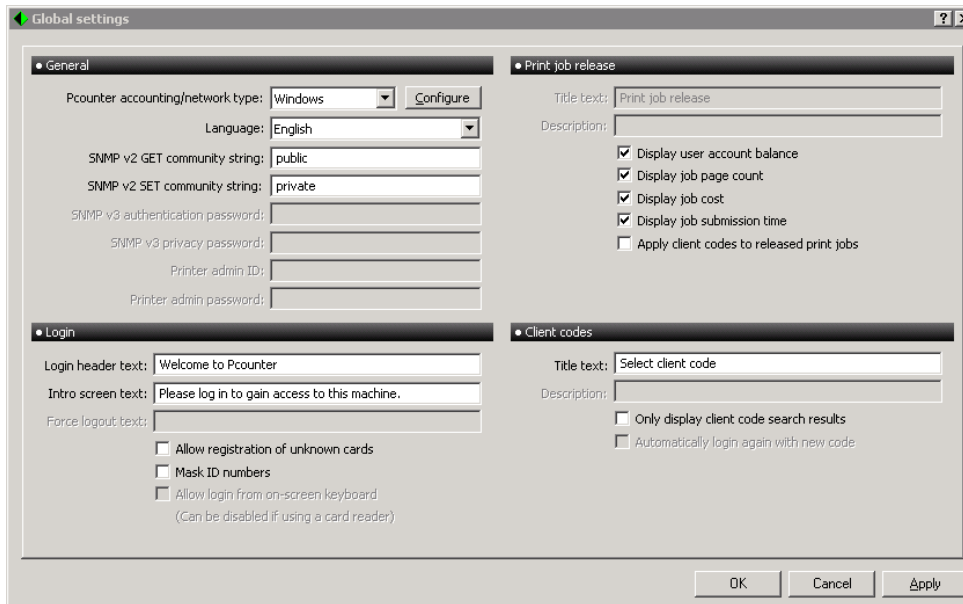 Global settings
General
Pcounter accounting/network type: Windows Configure
Language: English
SNMP v2 GET community string: public
SNMP v2 SET community string: private
SNMP v3 authentication password:
SNMP v3 privacy password:
Printer admin ID:
Printer admin password:
Print job release
Title text: Print job release
Description:
Display user account balance
Display job page count
Display job cost
Display job submission time
Apply client codes to released print jobs
Login
Login header text: Welcome to Pcounter
Intro screen text: Please log in to gain access to this machine.
Force logout text:
Allow registration of unknown cards
Mask ID numbers
Allow login from on-screen keyboard
(Can be disabled if using a card reader)
Client codes
Title text: Select client code
Description:
Only display client code search results
Automatically login again with new code
OK Cancel Apply